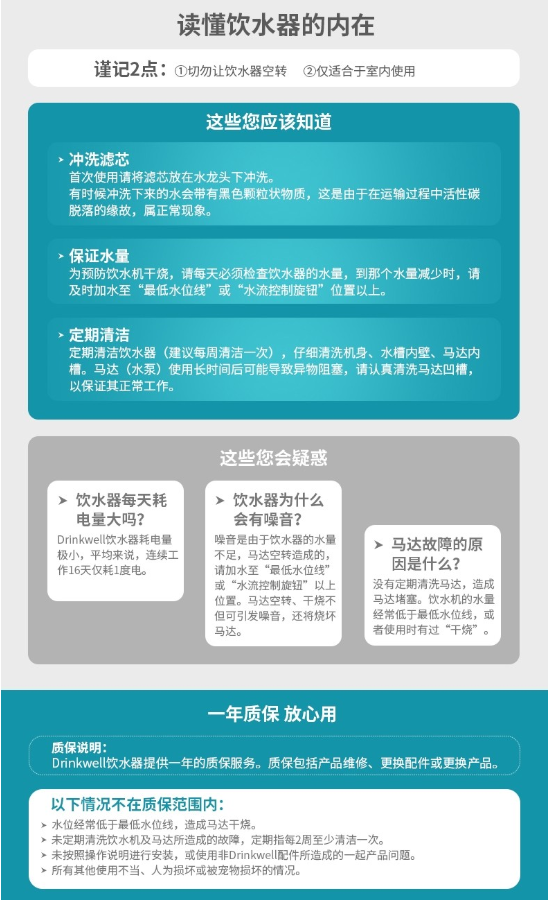 读懂饮水器的内在
谨记2点：①切勿让饮水器空转 ②仅适合于室内使用
这些您应该知道
冲洗滤芯
首次使用请将滤芯放在水龙头下冲洗。
有时候冲洗下来的水会带有黑色颗粒状物质，这是由于在运输过程中活性碳
脱落的缘故，属正常现象。
保证水量
为预防饮水机干烧，请每天必须检查饮水器的水量，到那个水量减少时，请
及时加水至“最低水位线”或“水流控制旋钮”位置以上。
定期清洁
定期清洁饮水器（建议每周清洁一次），仔细清洗机身、水槽内壁、马达内
槽。马达（水泵）使用长时间后可能导致异物阻塞，请认真清洗马达凹槽，
以保证其正常工作。
这些您会疑惑
饮水器每天耗
电量大吗？
Drinkwell饮水器耗电量
极小，平均来说，连续工
作16天仅耗1度电。
饮水器为什么
会有噪音？
噪音是由于饮水器的水量
不足，马达空转造成的，
请加水至“最低水位线”
或“水流控制旋钮”以上
位置。马达空转、干烧不
但可引发噪音，还将烧坏
马达。
马达故障的原
因是什么？
没有定期清洗马达，造成
马达堵塞。饮水机的水量
经常低于最低水位线，或
者使用时有过“干烧”。
一年质保 放心用
质保说明：
Drinkwell饮水器提供一年的质保服务。质保包括产品维修、更换配件或更换产品。
以下情况不在质保范围内：
水位经常低于最低水位线，造成马达干烧。
未定期清洗饮水机及马达所造成的故障，定期指每2周至少清洁一次。
未按照操作说明进行安装，或使用非Drinkwell配件所造成的一起产品问题。
所有其他使用不当、人为损坏或被宠物损坏的情况。